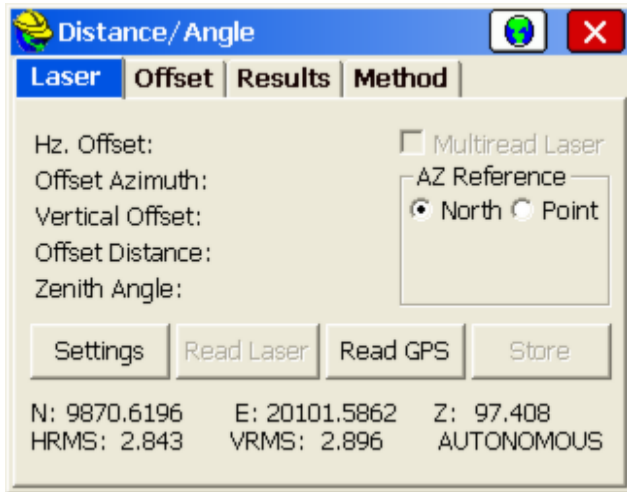 Distance/Angle
Laser Offset Results Method
Hz. Offset:
Multiread Laser
Offset Azimuth:
AZ Reference
Vertical Offset:
North Point
Offset Distance:
Zenith Angle:
Settings Read Laser Read GPS Store
N: 9870.6196 E: 20101.5862 Z: 97.408
HRMS: 2.843 VRMS: 2.896 AUTONOMOUS